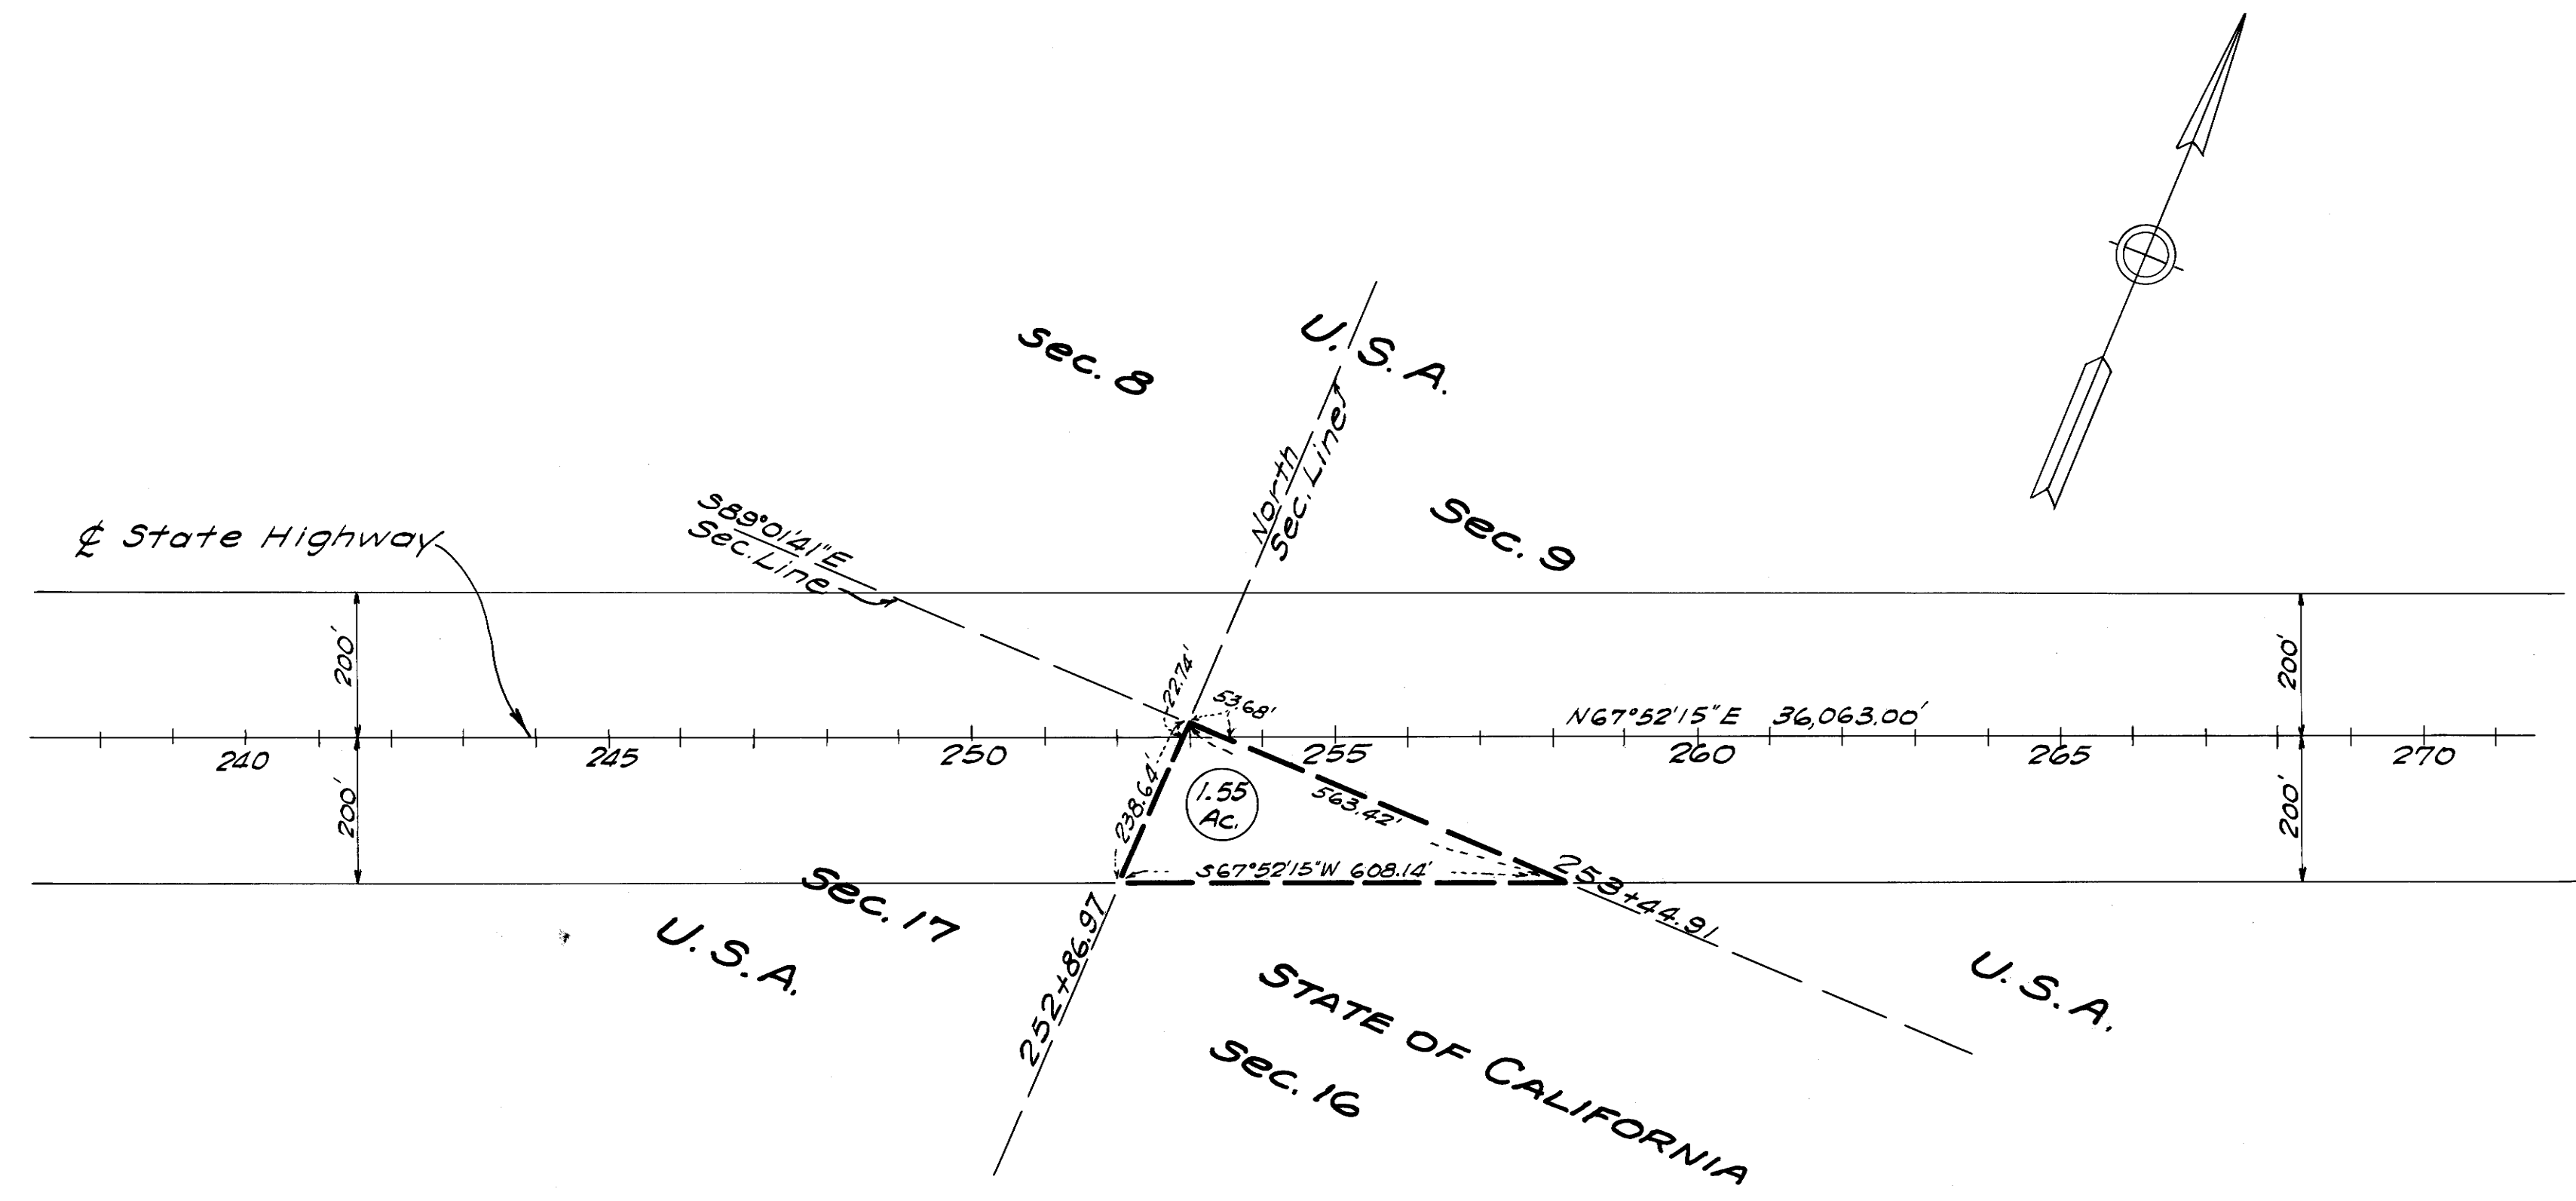 U. S. A.
Sec. 8
North
Sec. Line
S89°01'41"E
Sec. Line
Sec. 9
℄ State Highway
200'
200'
22.74'
53.68'
N67°52'15"E 36,063.00'
240
245
250
255
260
265
270
200'
200'
238.64'
1.55
Ac.
563.42'
S67°52'15"W 608.14'
253+44.91
252+86.97
Sec. 17
U. S. A.
STATE OF CALIFORNIA
Sec. 16
U. S. A.